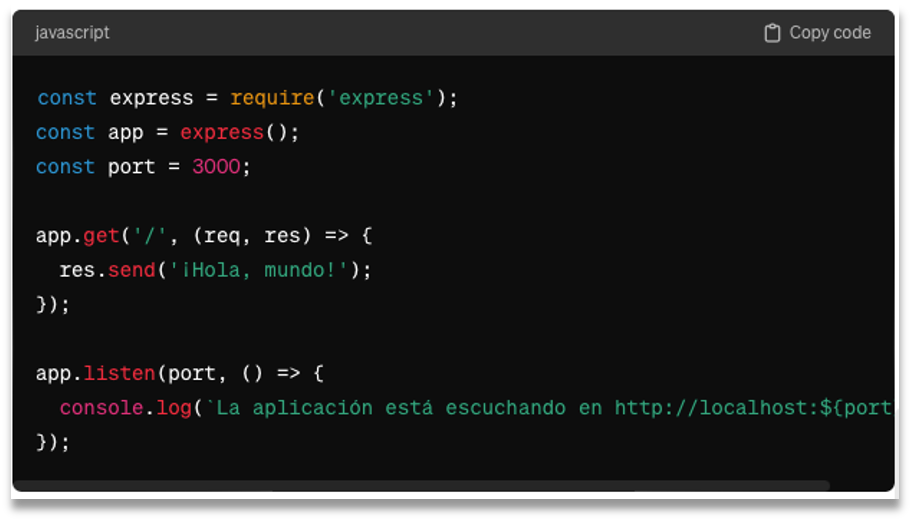 javascript
Copy code
const express = require('express');
const app = express();
const port = 3000;
app.get('/', (req, res) => {
res.send('¡Hola, mundo!');
});
app.listen(port, () => {
console.log(`La aplicación está escuchando en http://localhost:${port
});